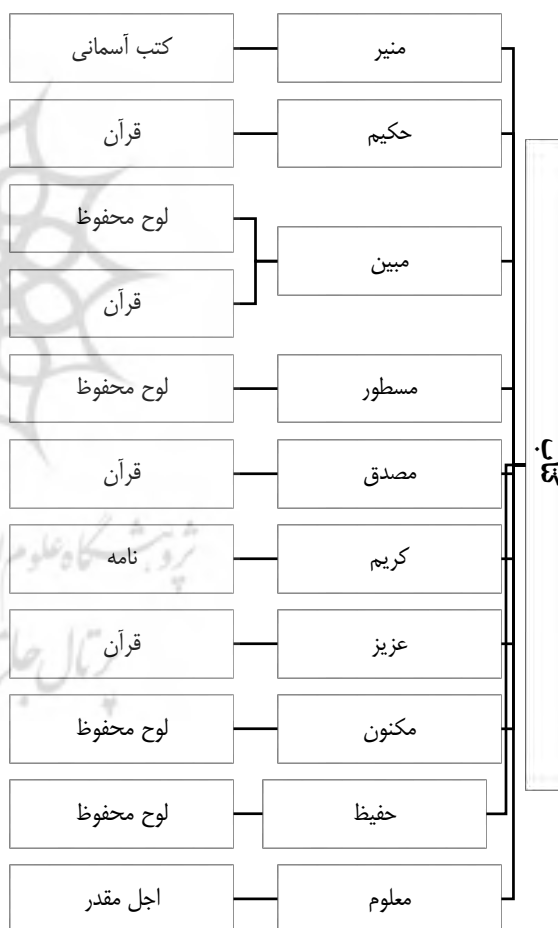 کتاب
منیر
کتب آسمانی
حکیم
قرآن
مبین
لوح محفوظ
قرآن
مسطور
لوح محفوظ
مصدق
قرآن
کریم
نامه
عزیز
قرآن
مکنون
لوح محفوظ
حفیظ
لوح محفوظ
معلوم
اجل مقدر